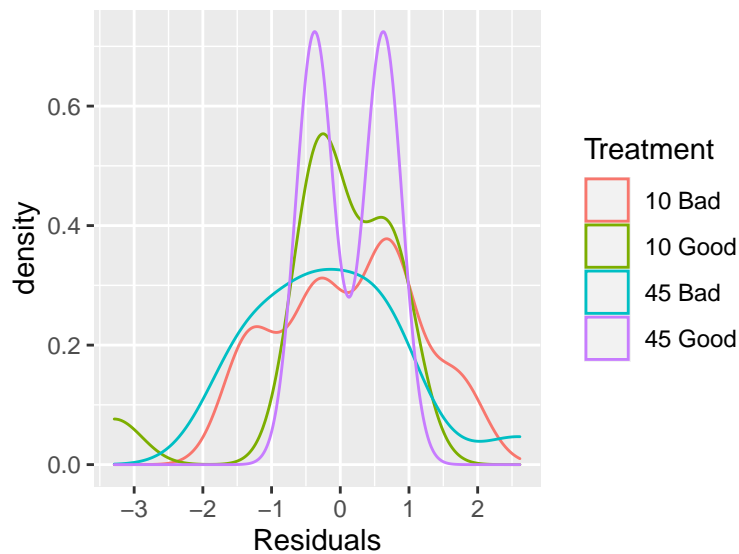 density
0.6
0.4
0.2
0.0
−3
−2
−1
0
1
2
Residuals
Treatment
10 Bad
10 Good
45 Bad
45 Good